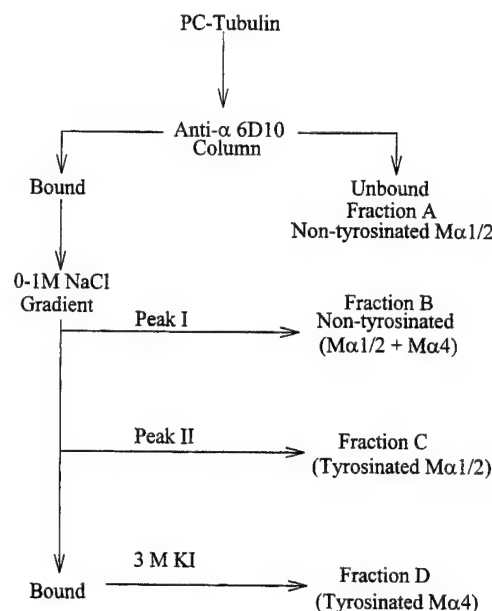 PC-Tubulin
Anti-α 6D10
Column
Bound
Unbound
Fraction A
Non-tyrosinated Mα1/2
0-1M NaCl
Gradient
Peak I
Fraction B
Non-tyrosinated
(Mα1/2 + Mα4)
Peak II
Fraction C
(Tyrosinated Mα1/2)
Bound
3 M KI
Fraction D
(Tyrosinated Mα4)